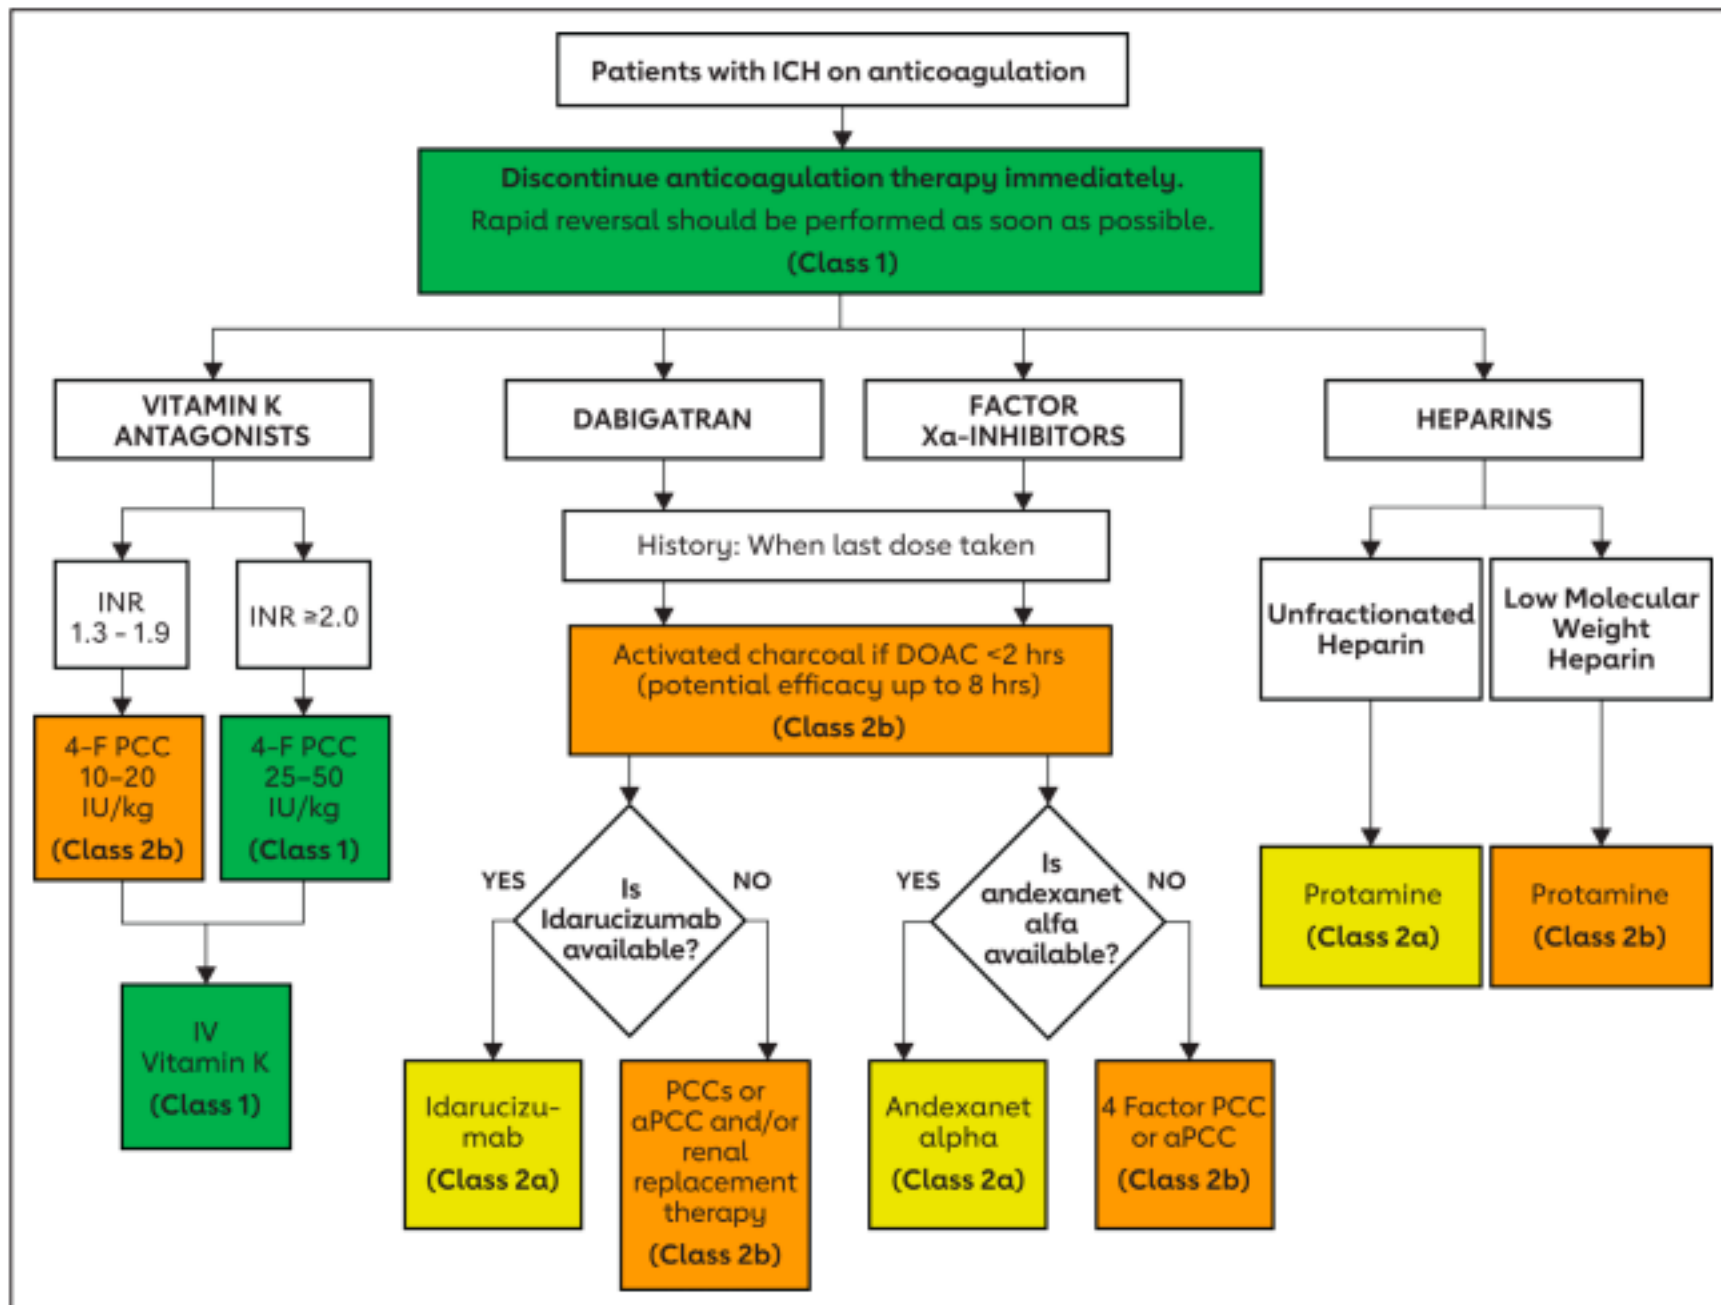 Patients with ICH on anticoagulation
Discontinue anticoagulation therapy immediately.
Rapid reversal should be performed as soon as possible.
(Class 1)
VITAMIN K
ANTAGONISTS
DABIGATRAN
FACTOR
Xa-INHIBITORS
HEPARINS
INR
1.3 - 1.9
INR ≥2.0
History: When last dose taken
Unfractionated
Heparin
Low Molecular
Weight
Heparin
Activated charcoal if DOAC <2 hrs
(potential efficacy up to 8 hrs)
(Class 2b)
4-F PCC
10–20
IU/kg
(Class 2b)
4-F PCC
25–50
IU/kg
(Class 1)
YES
Is
Idarucizumab
available?
NO
YES
Is
andexanet
alfa
available?
NO
Protamine
(Class 2a)
Protamine
(Class 2b)
IV
Vitamin K
(Class 1)
Idarucizu-
mab
(Class 2a)
PCCs or
aPCC and/or
renal
replacement
therapy
(Class 2b)
Andexanet
alpha
(Class 2a)
4 Factor PCC
or aPCC
(Class 2b)